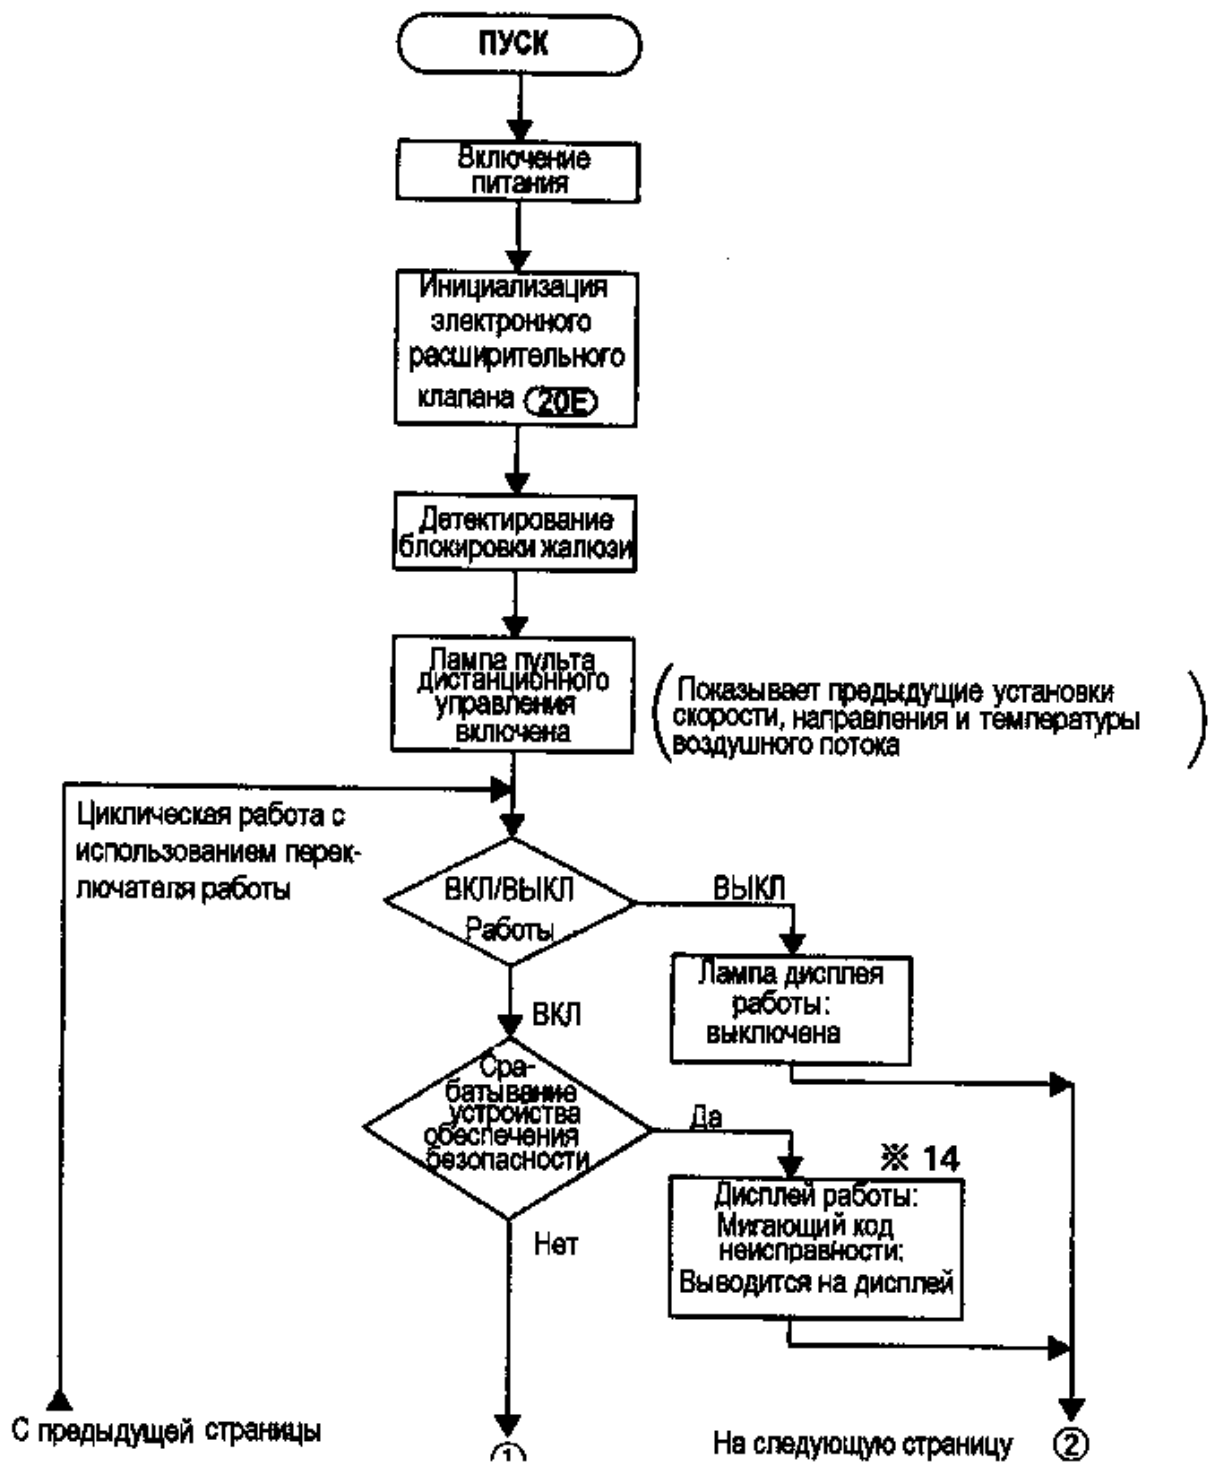 ПУСК
Включение
питания
Инициализация
электронного
расширительного
клапана 20E
Детектирование
блокировки жалюзи
Лампа пульта
дистанционного
управления
включена
Показывает предыдущие установки
скорости, направления и температуры
воздушного потока
Циклическая работа с
использованием перек-
лючателя работы
ВКЛ/ВЫКЛ
Работы
ВЫКЛ
Лампа дисплея
работы:
выключена
ВКЛ
Сра-
батывание
устройства
обеспечения
безопасности
Да
※ 14
Дисплей работы:
Мигающий код
неисправности:
Выводится на дисплей
Нет
С предыдущей страницы
①
На следующую страницу ②